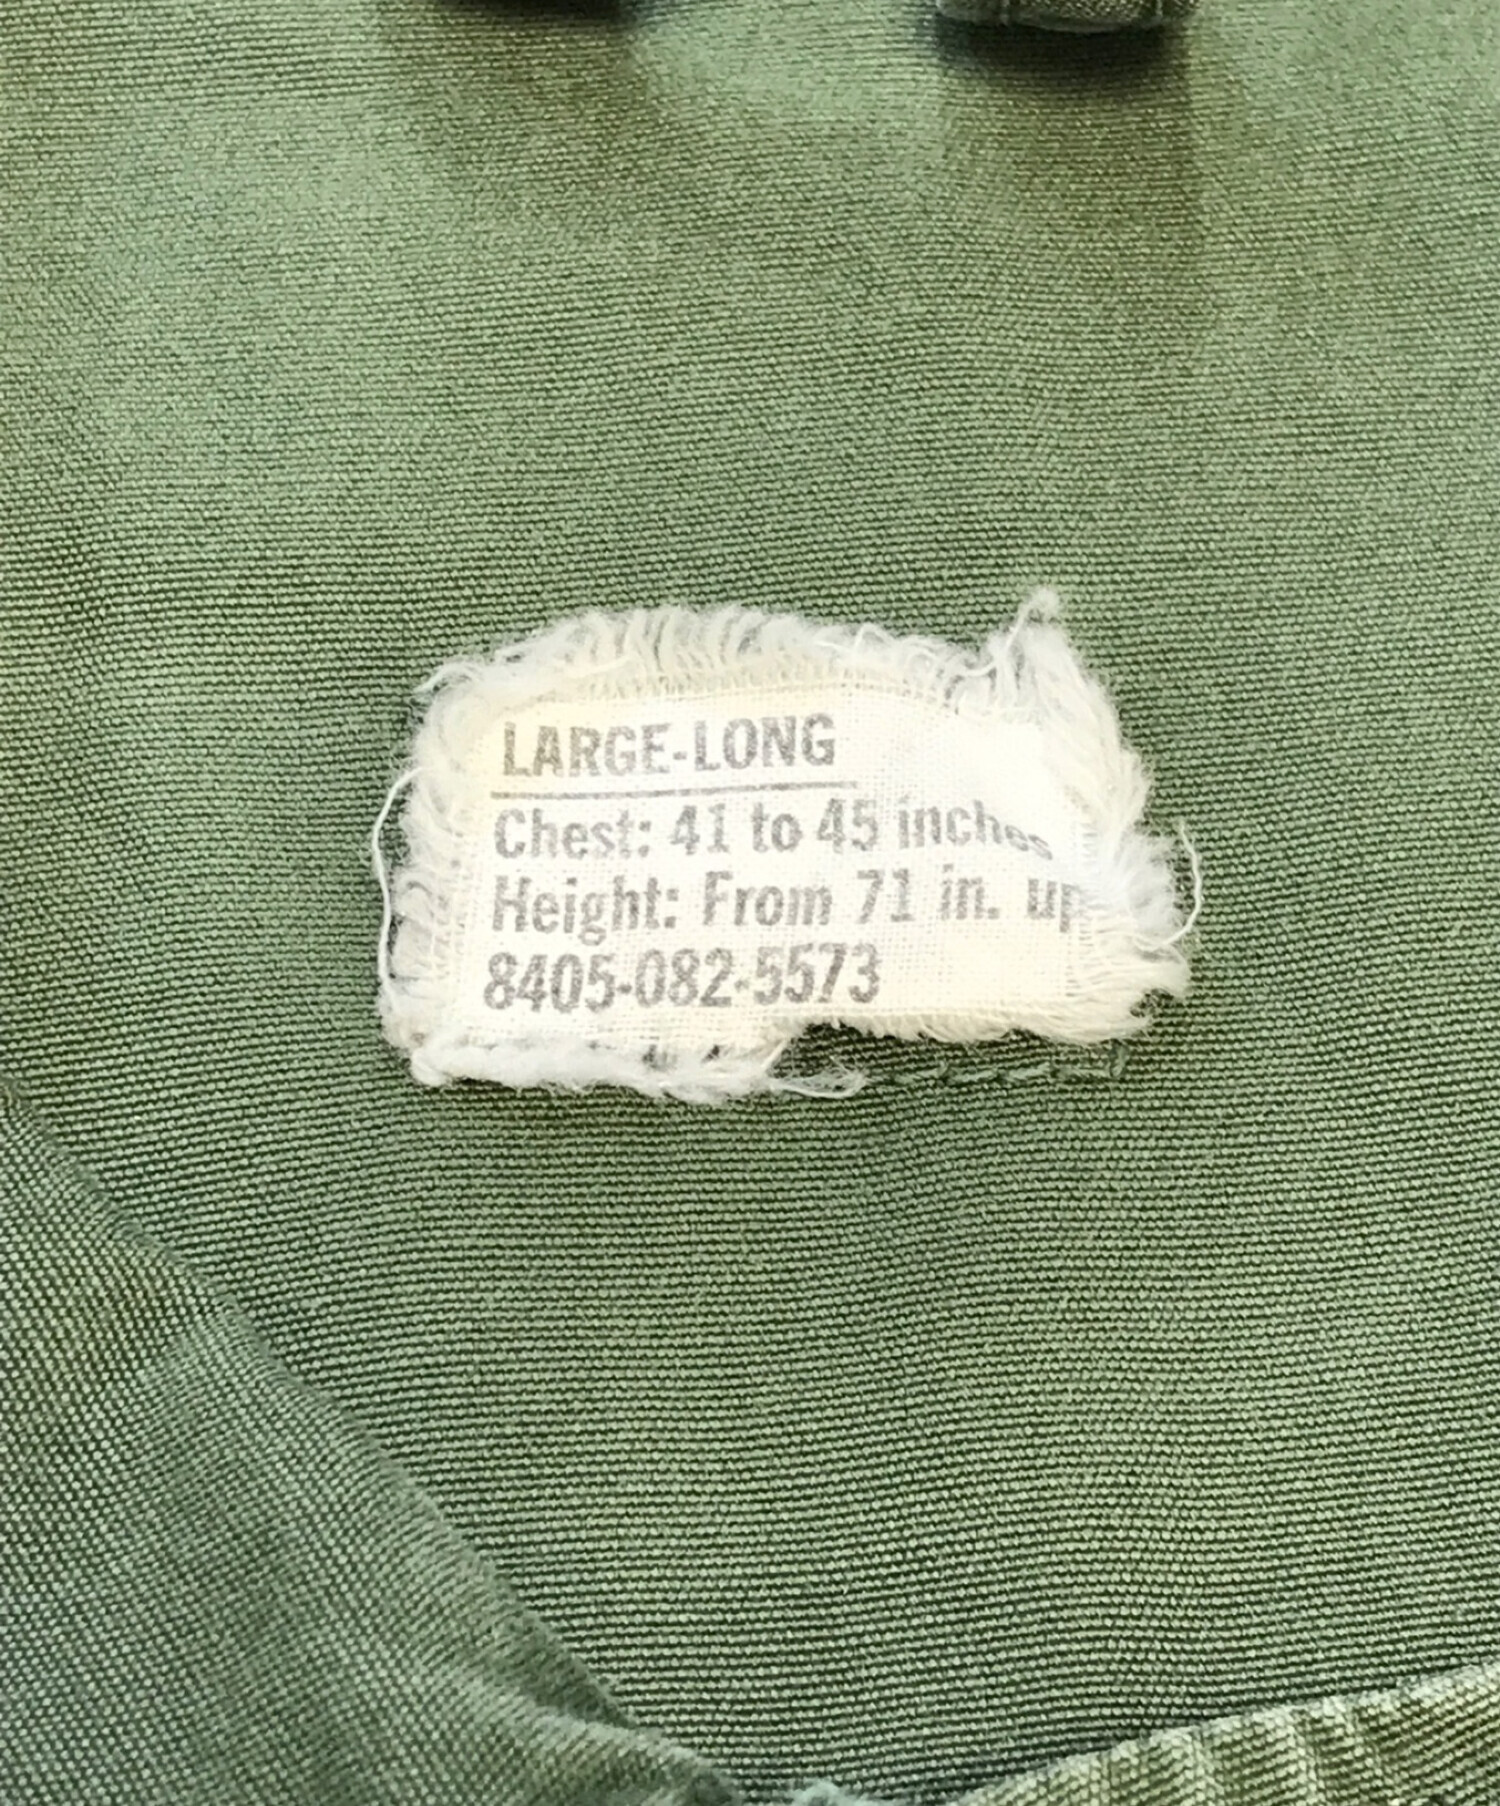 LARGE-LONG
Chest: 41 to 45 inches
Height: From 71 in. up
8405-082-5573